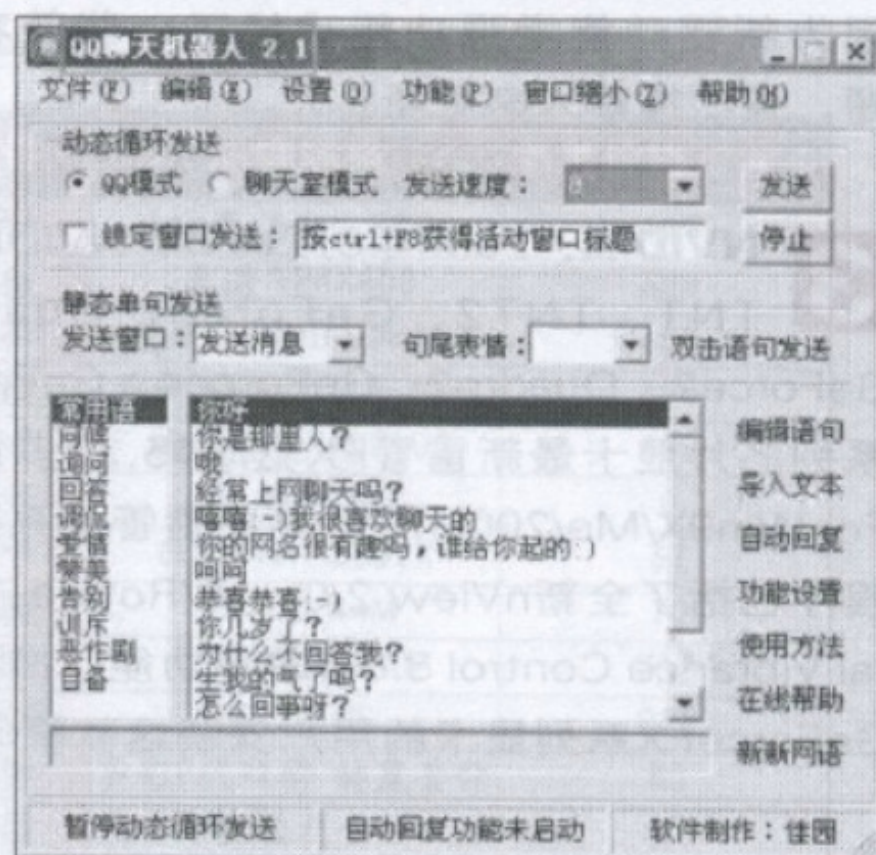 QQ聊天机器人 2.1
文件(F) 编辑(E) 设置(O) 功能(P) 窗口缩小(Z) 帮助(H)
动态循环发送
QQ模式 聊天室模式 发送速度： 发送
锁定窗口发送： 按ctrl+F8获得活动窗口标题 停止
静态单句发送
发送窗口： 发送消息 句尾表情： 双击语句发送
常用语 你好
问候 你是那里人？ 编辑语句
询问 哦
回答 经常上网聊天吗？ 导入文本
调侃 嘻嘻:-)我很喜欢聊天的
爱情 你的网名很有趣吗，谁给你起的:) 自动回复
赞美 呵呵
告别 恭喜恭喜:-) 功能设置
训斥 你几岁了？
恶作剧 为什么不回答我？ 使用方法
自备 生我的气了吗？
怎么回事呀？ 在线帮助
新新网语
暂停动态循环发送 自动回复功能未启动 软件制作：佳园